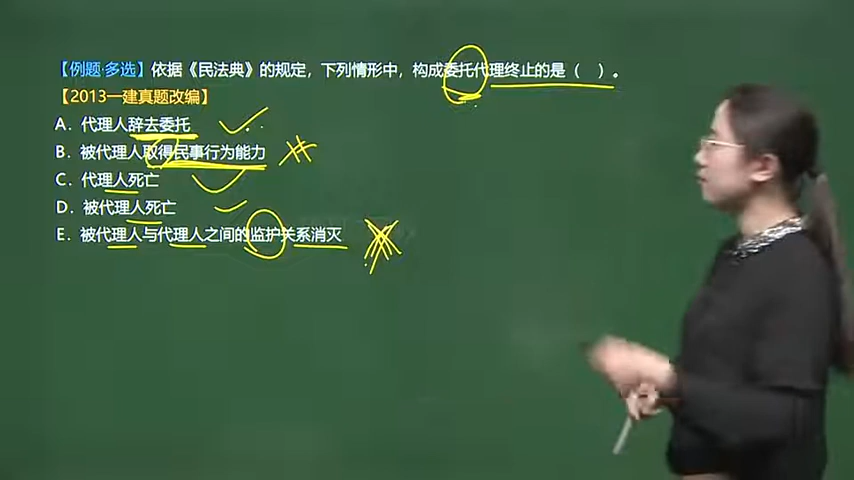 【例题·多选】依据《民法典》的规定，下列情形中，构成委托代理终止的是（ ）。
【2013一建真题改编】
A．代理人辞去委托
B．被代理人取得民事行为能力
C．代理人死亡
D．被代理人死亡
E．被代理人与代理人之间的监护关系消灭